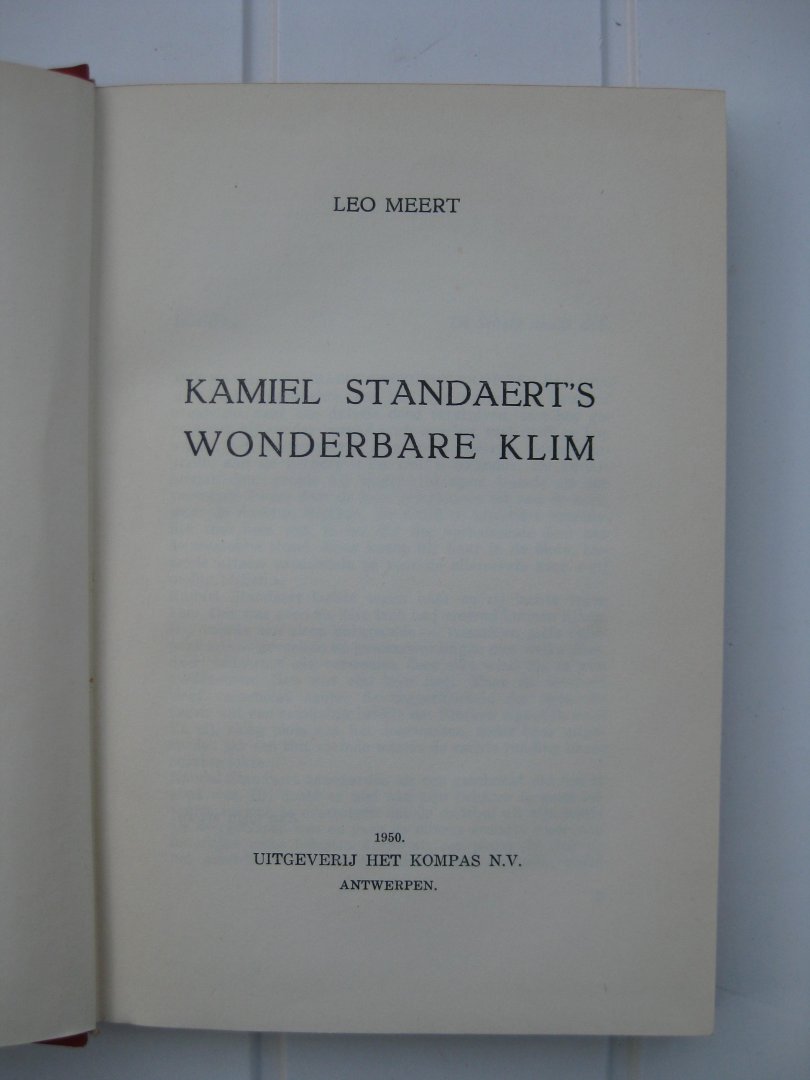 LEO MEERT
KAMIEL STANDAERT'S
WONDERBARE KLIM
1950.
UITGEVERIJ HET KOMPAS N.V.
ANTWERPEN.